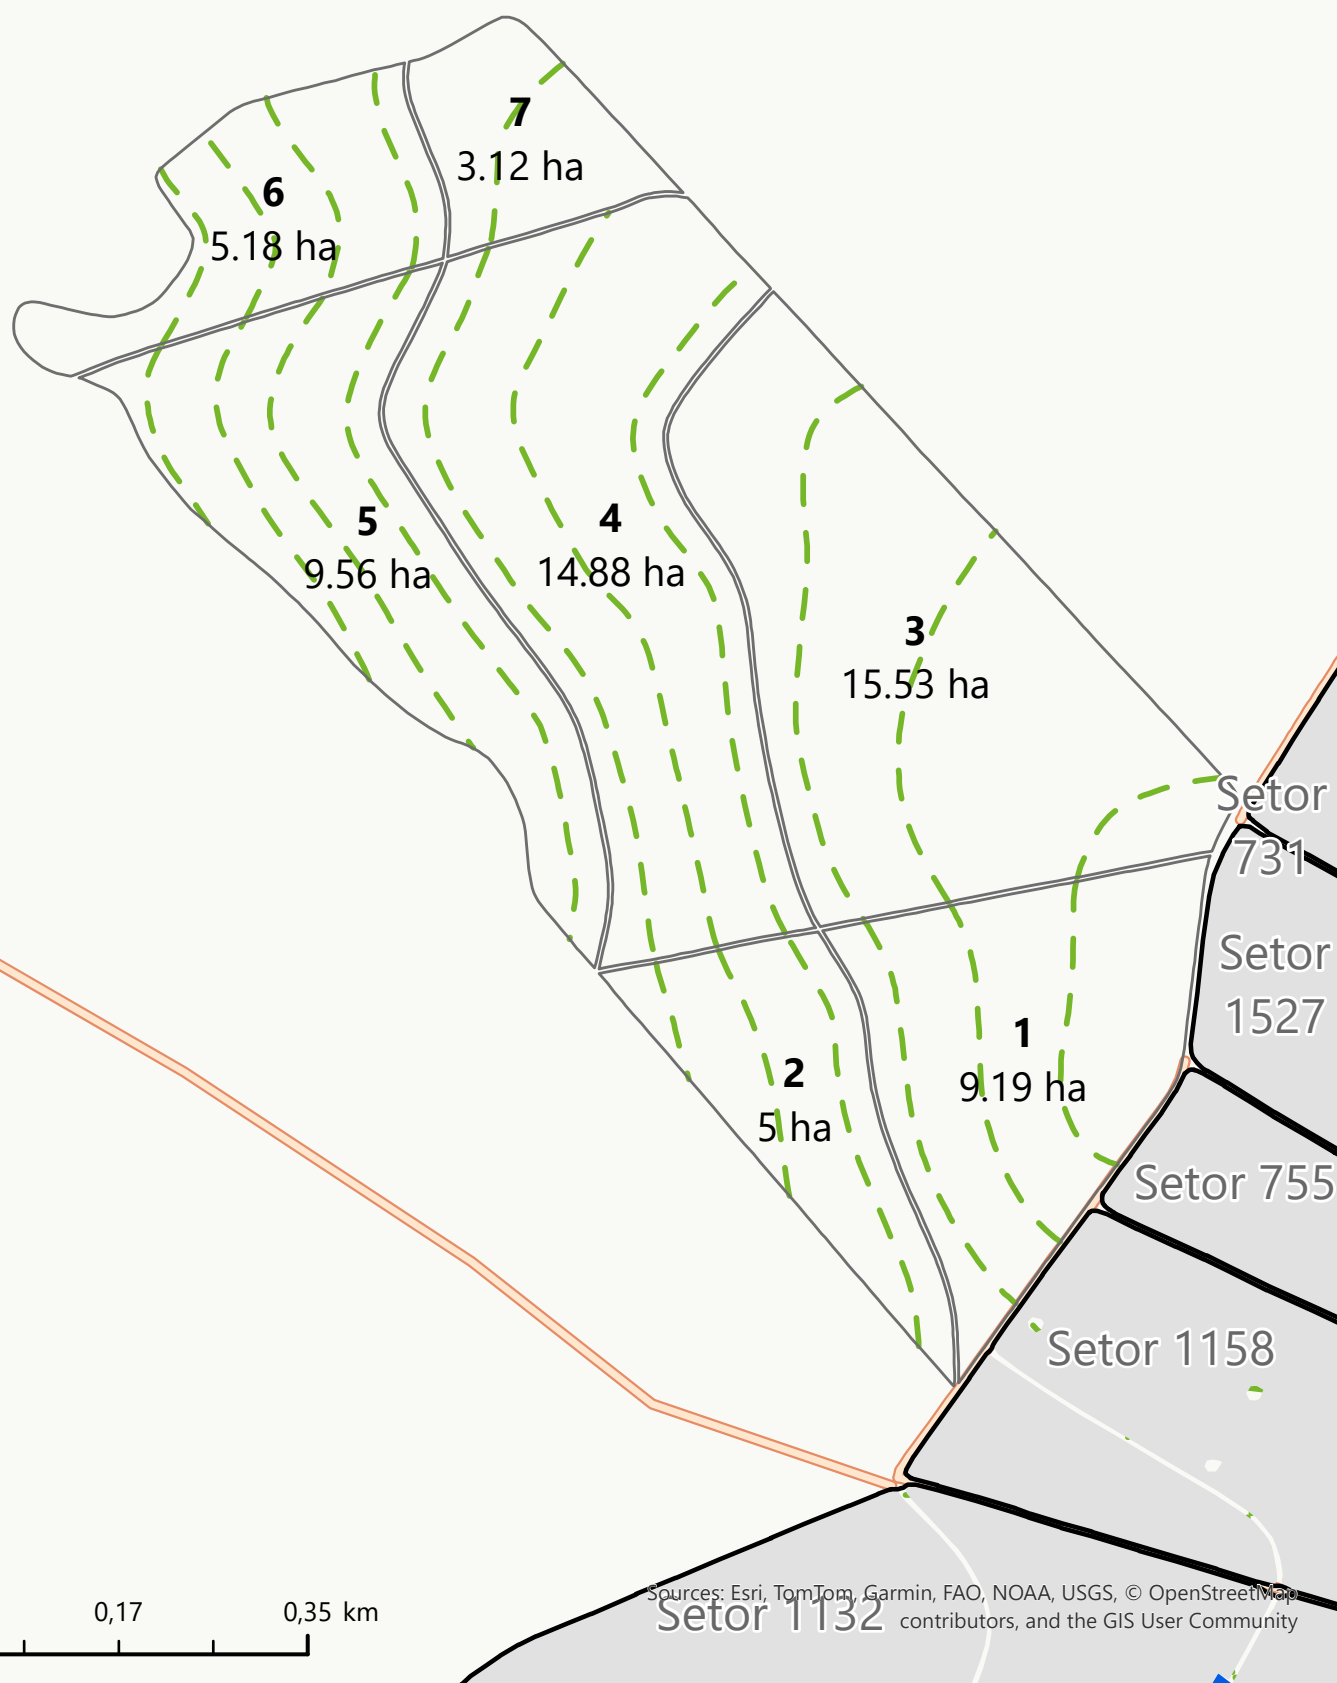 7
3.12 ha
6
5.18 ha
5
9.56 ha
4
14.88 ha
3
15.53 ha
Setor
731
Setor
1527
1
9.19 ha
2
5 ha
Setor 755
Setor 1158
Setor 1132
0,17
0,35 km
Sources: Esri, TomTom, Garmin, FAO, NOAA, USGS, © OpenStreetMap
contributors, and the GIS User Community